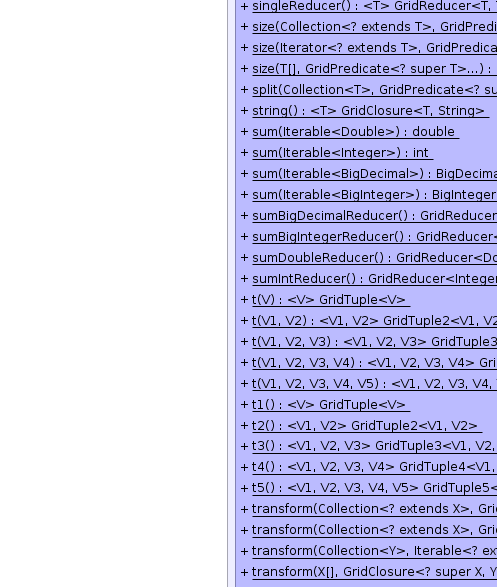 + singleReducer() : <T> GridReducer<T,
+ size(Collection<? extends T>, GridPredi
+ size(Iterator<? extends T>, GridPredica
+ size(T[], GridPredicate<? super T>...) :
+ split(Collection<T>, GridPredicate<? su
+ string() : <T> GridClosure<T, String>
+ sum(Iterable<Double>) : double
+ sum(Iterable<Integer>) : int
+ sum(Iterable<BigDecimal>) : BigDecima
+ sum(Iterable<BigInteger>) : BigInteger
+ sumBigDecimalReducer() : GridReducer
+ sumBigIntegerReducer() : GridReducer<
+ sumDoubleReducer() : GridReducer<Do
+ sumIntReducer() : GridReducer<Integer
+ t(V) : <V> GridTuple<V>
+ t(V1, V2) : <V1, V2> GridTuple2<V1, V2
+ t(V1, V2, V3) : <V1, V2, V3> GridTuple3
+ t(V1, V2, V3, V4) : <V1, V2, V3, V4> Gri
+ t(V1, V2, V3, V4, V5) : <V1, V2, V3, V4,
+ t1() : <V> GridTuple<V>
+ t2() : <V1, V2> GridTuple2<V1, V2>
+ t3() : <V1, V2, V3> GridTuple3<V1, V2,
+ t4() : <V1, V2, V3, V4> GridTuple4<V1,
+ t5() : <V1, V2, V3, V4, V5> GridTuple5<
+ transform(Collection<? extends X>, Gri
+ transform(Collection<? extends X>, Gri
+ transform(Collection<Y>, Iterable<? ex
+ transform(X[], GridClosure<? super X, Y